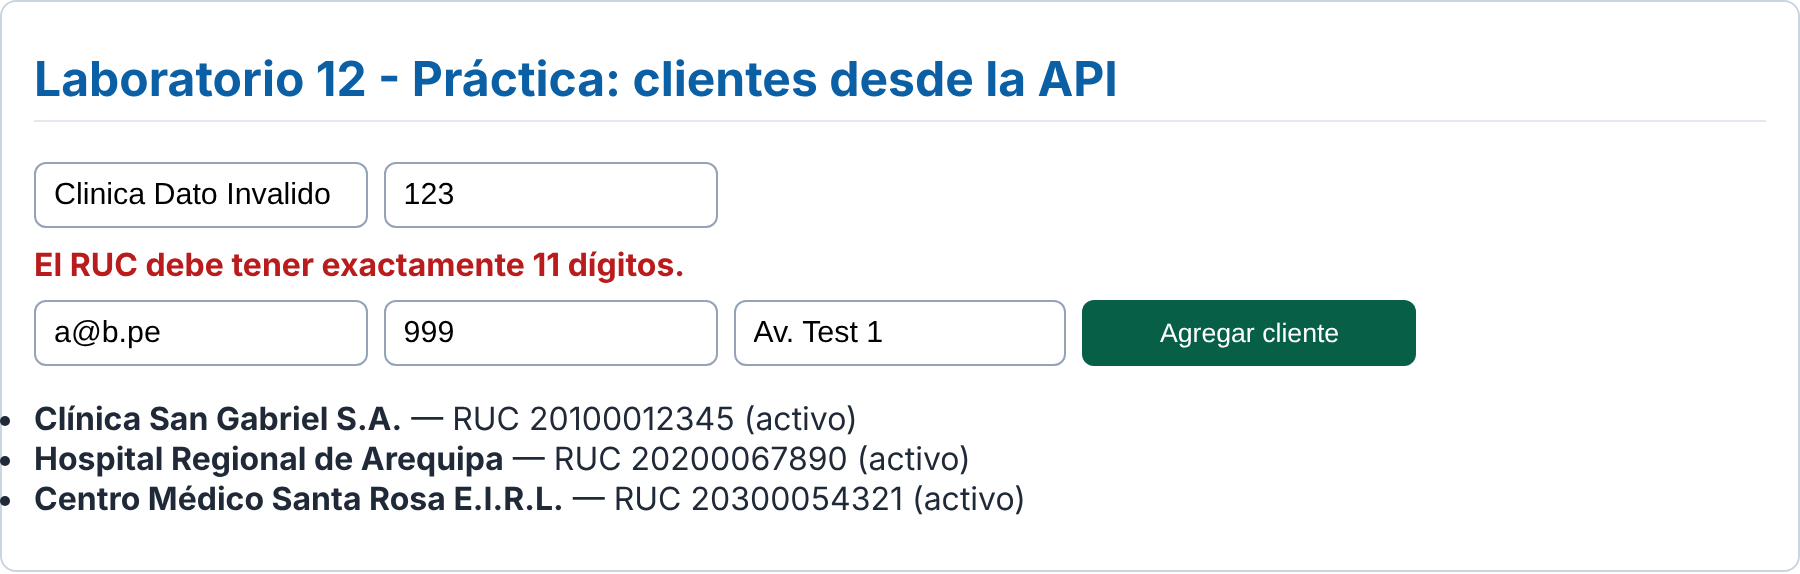 Laboratorio 12 - Práctica: clientes desde la API
Clinica Dato Invalido 123
El RUC debe tener exactamente 11 dígitos.
a@b.pe 999 Av. Test 1 Agregar cliente
• Clínica San Gabriel S.A. — RUC 20100012345 (activo)
• Hospital Regional de Arequipa — RUC 20200067890 (activo)
• Centro Médico Santa Rosa E.I.R.L. — RUC 20300054321 (activo)